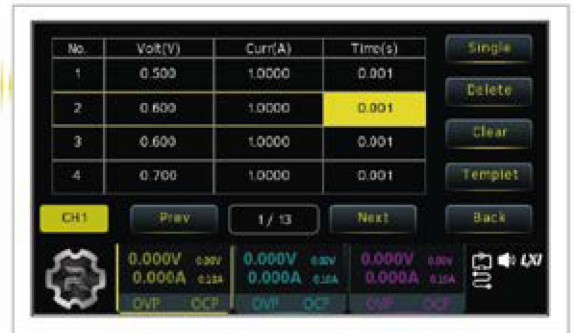 No. Volt(V) Curr(A) Time(s) Single
1 0.500 1.0000 0.001
Delete
2 0.600 1.0000 0.001
Clear
3 0.600 1.0000 0.001
4 0.700 1.0000 0.001 Templet
CH1 Prev 1/13 Next Back
0.000V 0.000V 0.000V LXI
0.000A 0.000A 0.000A
OVP OCP OVP OCP OVP OCP